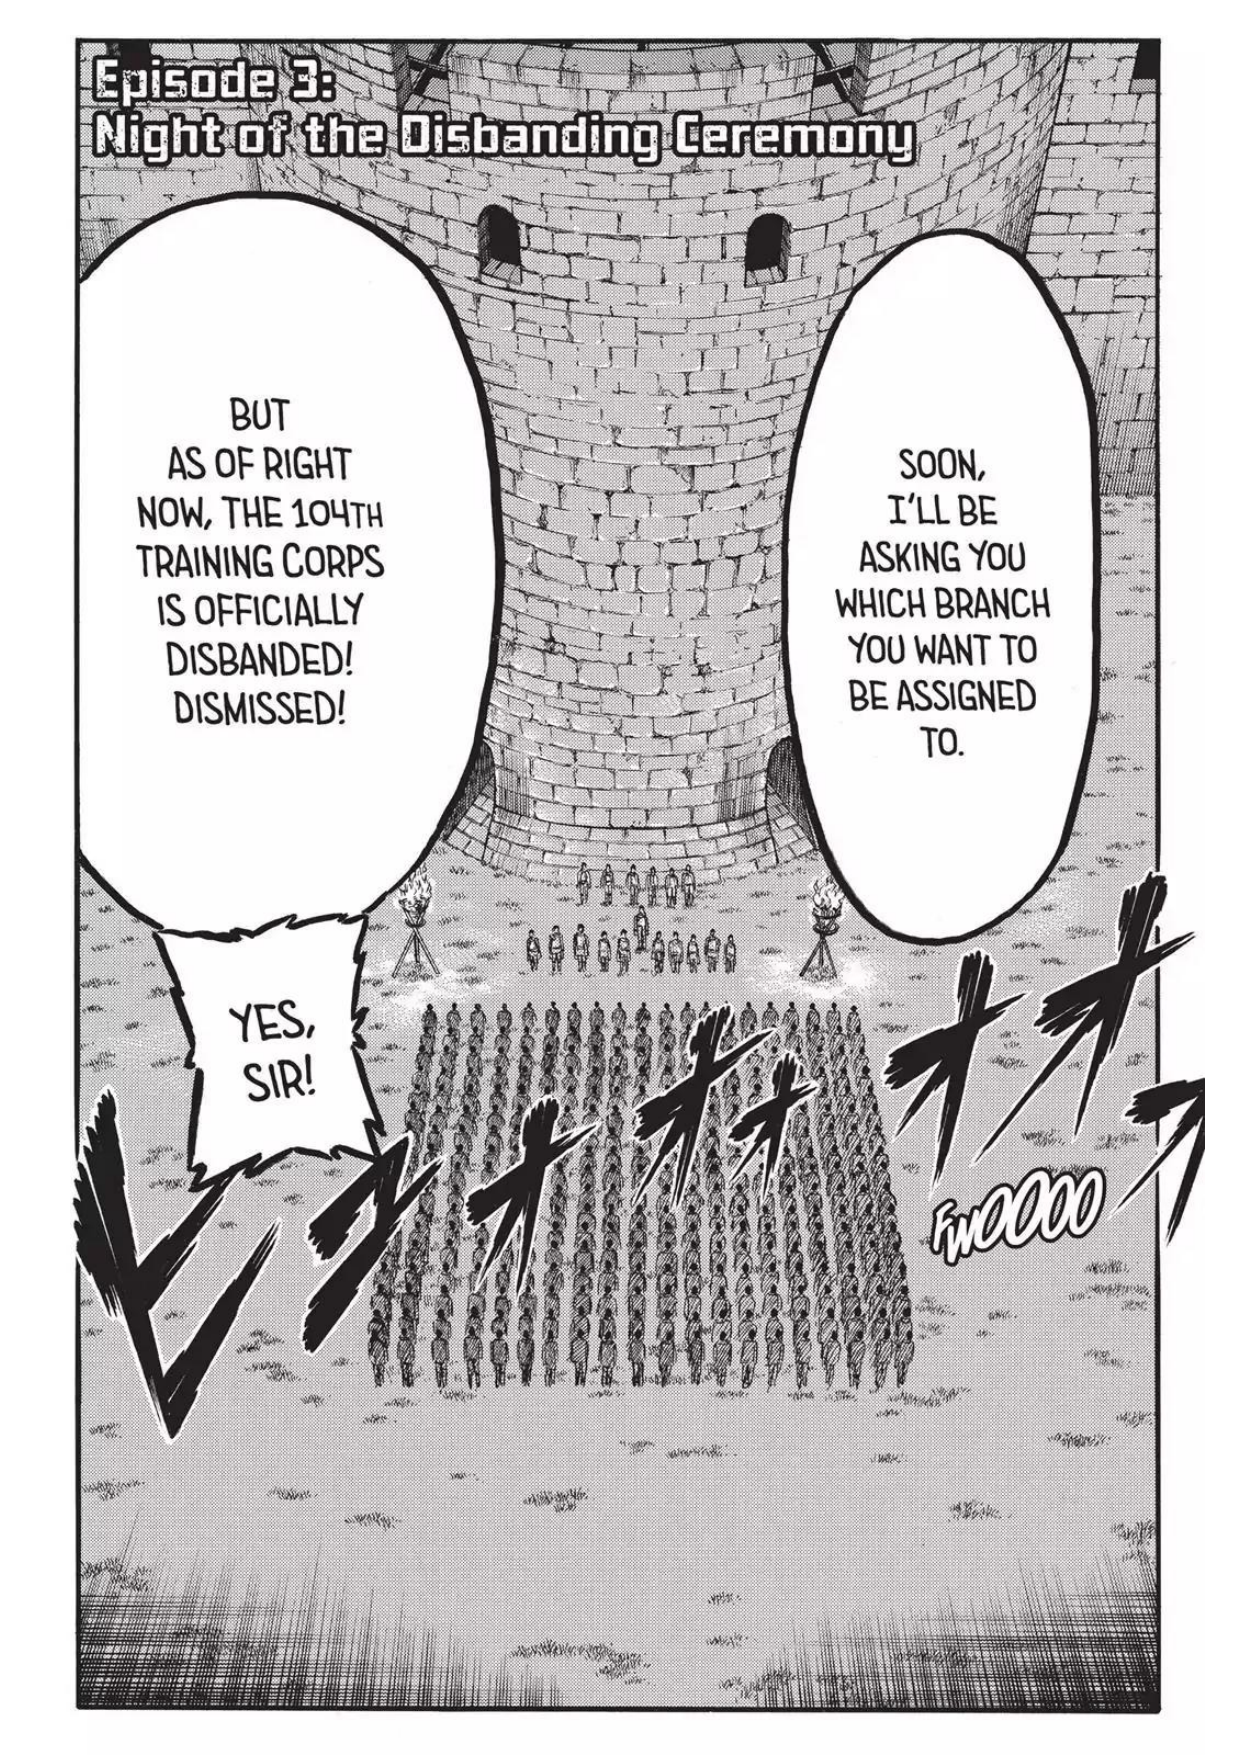 Episode 3:
Night of the Disbanding Ceremony
SOON,
I'LL BE
ASKING YOU
WHICH BRANCH
YOU WANT TO
BE ASSIGNED
TO.
BUT
AS OF RIGHT
NOW, THE 104TH
TRAINING CORPS
IS OFFICIALLY
DISBANDED!
DISMISSED!
YES,
SIR!
ビュオオオオオオ
FWOOOO